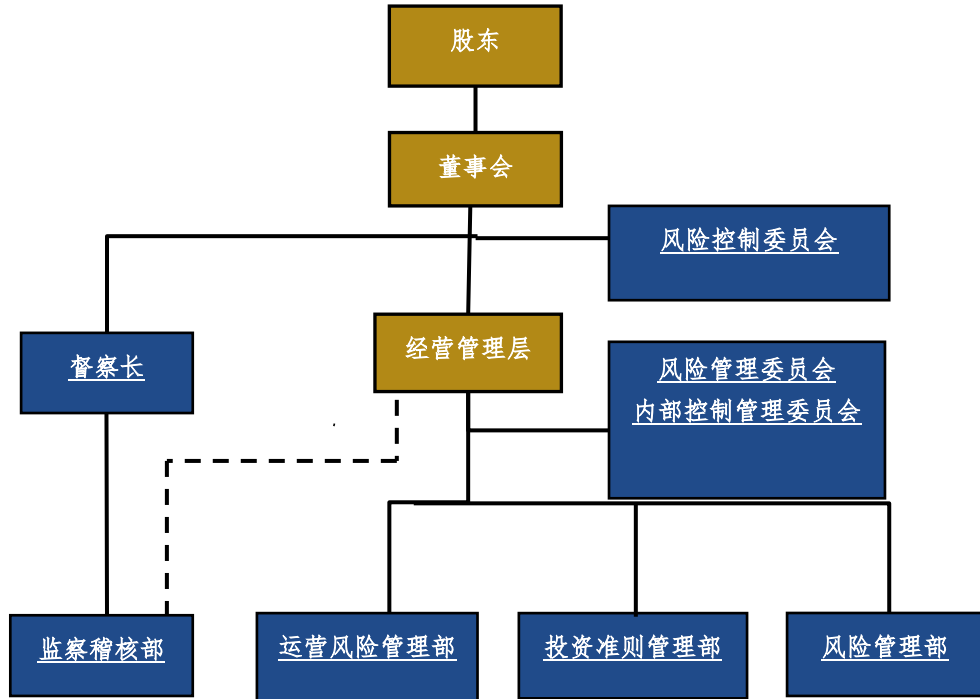 股东
董事会
风险控制委员会
经营管理层
督察长
风险管理委员会
内部控制管理委员会
监察稽核部
运营风险管理部
投资准则管理部
风险管理部